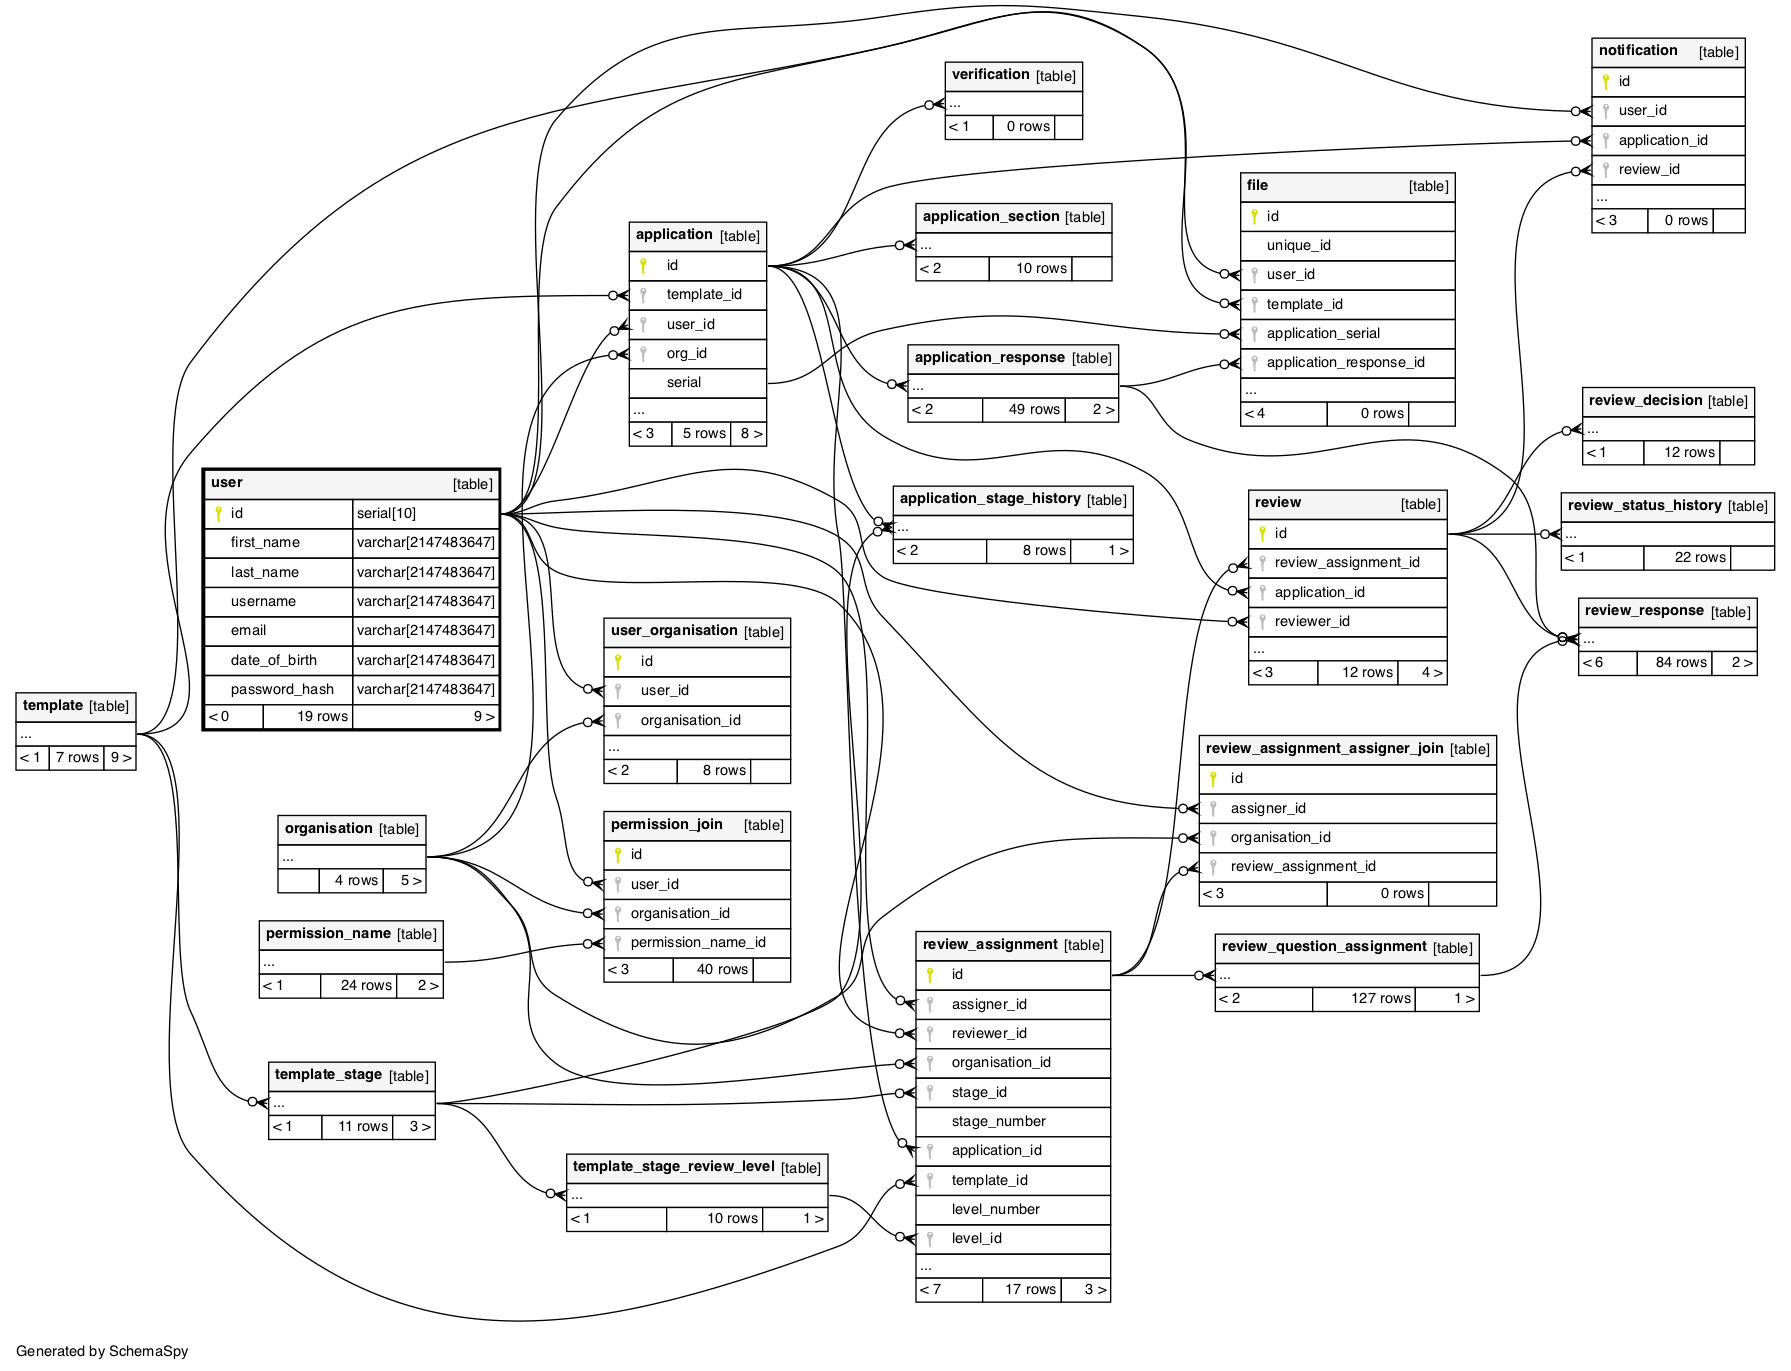 notification [table]
id
user_id
application_id
review_id
...
< 3 0 rows
verification [table]
...
< 1 0 rows
file [table]
id
unique_id
user_id
template_id
application_serial
application_response_id
...
< 4 0 rows
application_section [table]
...
< 2 10 rows
application [table]
id
template_id
user_id
org_id
serial
...
< 3 5 rows 8 >
application_response [table]
...
< 2 49 rows 2 >
review_decision [table]
...
< 1 12 rows
user [table]
id serial[10]
first_name varchar[2147483647]
last_name varchar[2147483647]
username varchar[2147483647]
email varchar[2147483647]
date_of_birth varchar[2147483647]
password_hash varchar[2147483647]
< 0 19 rows 9 >
application_stage_history [table]
...
< 2 8 rows 1 >
review [table]
id
review_assignment_id
application_id
reviewer_id
...
< 3 12 rows 4 >
review_status_history [table]
...
< 1 22 rows
review_response [table]
...
< 6 84 rows 2 >
user_organisation [table]
id
user_id
organisation_id
...
< 2 8 rows
template [table]
...
< 1 7 rows 9 >
review_assignment_assigner_join [table]
id
assigner_id
organisation_id
review_assignment_id
< 3 0 rows
organisation [table]
...
4 rows 5 >
permission_join [table]
id
user_id
organisation_id
permission_name_id
< 3 40 rows
permission_name [table]
...
< 1 24 rows 2 >
review_assignment [table]
id
assigner_id
reviewer_id
organisation_id
stage_id
stage_number
application_id
template_id
level_number
level_id
...
< 7 17 rows 3 >
review_question_assignment [table]
...
< 2 127 rows 1 >
template_stage [table]
...
< 1 11 rows 3 >
template_stage_review_level [table]
...
< 1 10 rows 1 >
Generated by SchemaSpy